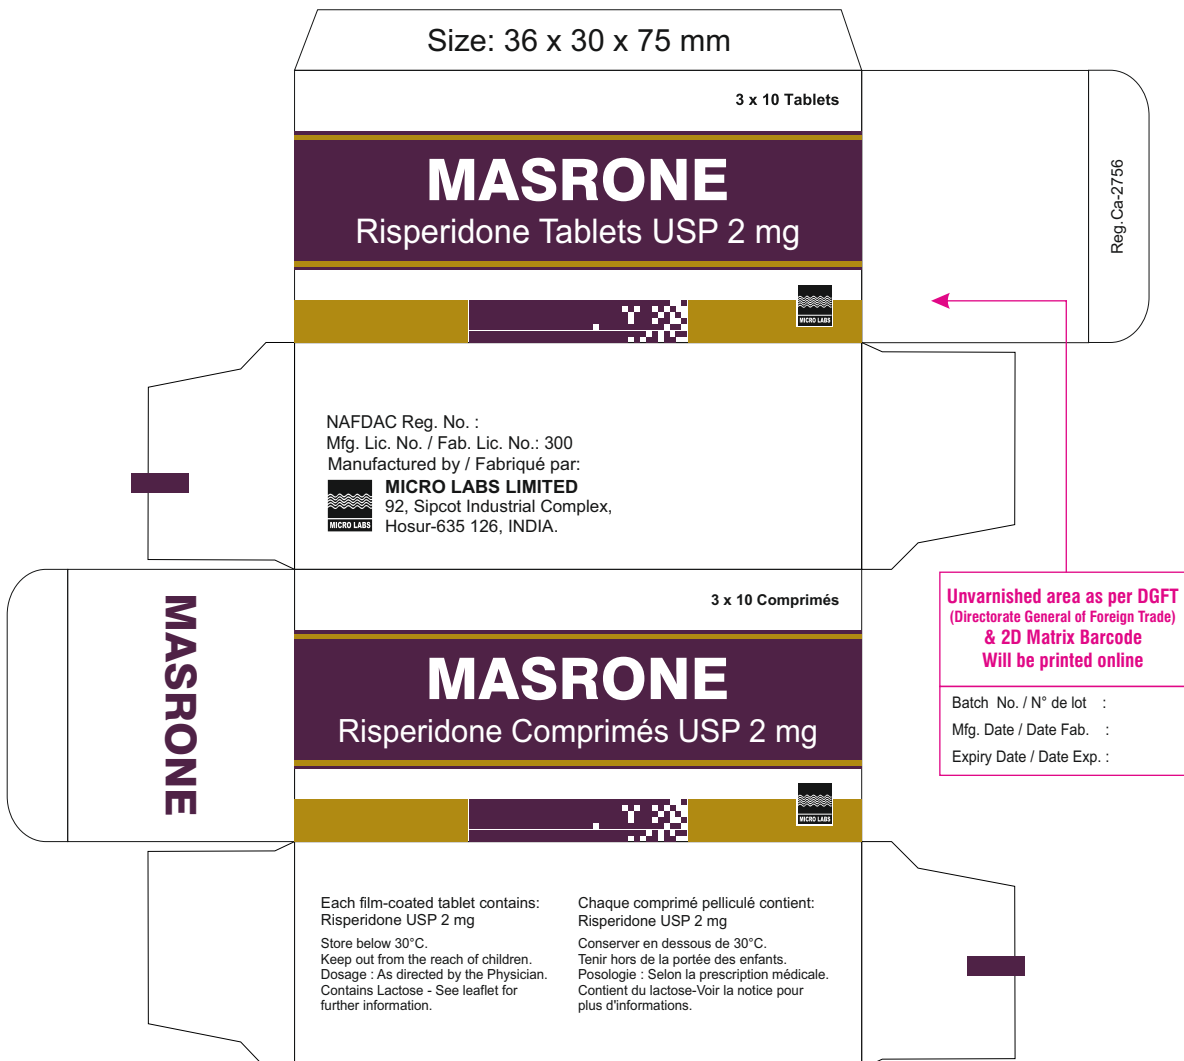 Size: 36 x 30 x 75 mm
3 x 10 Tablets
MASRONE
Risperidone Tablets USP 2 mg
MICRO LABS
Reg.Ca-2756
NAFDAC Reg. No. :
Mfg. Lic. No. / Fab. Lic. No.: 300
Manufactured by / Fabriqué par:
MICRO LABS
MICRO LABS LIMITED
92, Sipcot Industrial Complex,
Hosur-635 126, INDIA.
Unvarnished area as per DGFT
(Directorate General of Foreign Trade)
& 2D Matrix Barcode
Will be printed online
Batch No. / N° de lot :
Mfg. Date / Date Fab. :
Expiry Date / Date Exp. :
MASRONE
3 x 10 Comprimés
MASRONE
Risperidone Comprimés USP 2 mg
MICRO LABS
Each film-coated tablet contains:
Risperidone USP 2 mg
Store below 30°C.
Keep out from the reach of children.
Dosage : As directed by the Physician.
Contains Lactose - See leaflet for
further information.
Chaque comprimé pelliculé contient:
Risperidone USP 2 mg
Conserver en dessous de 30°C.
Tenir hors de la portée des enfants.
Posologie : Selon la prescription médicale.
Contient du lactose-Voir la notice pour
plus d'informations.